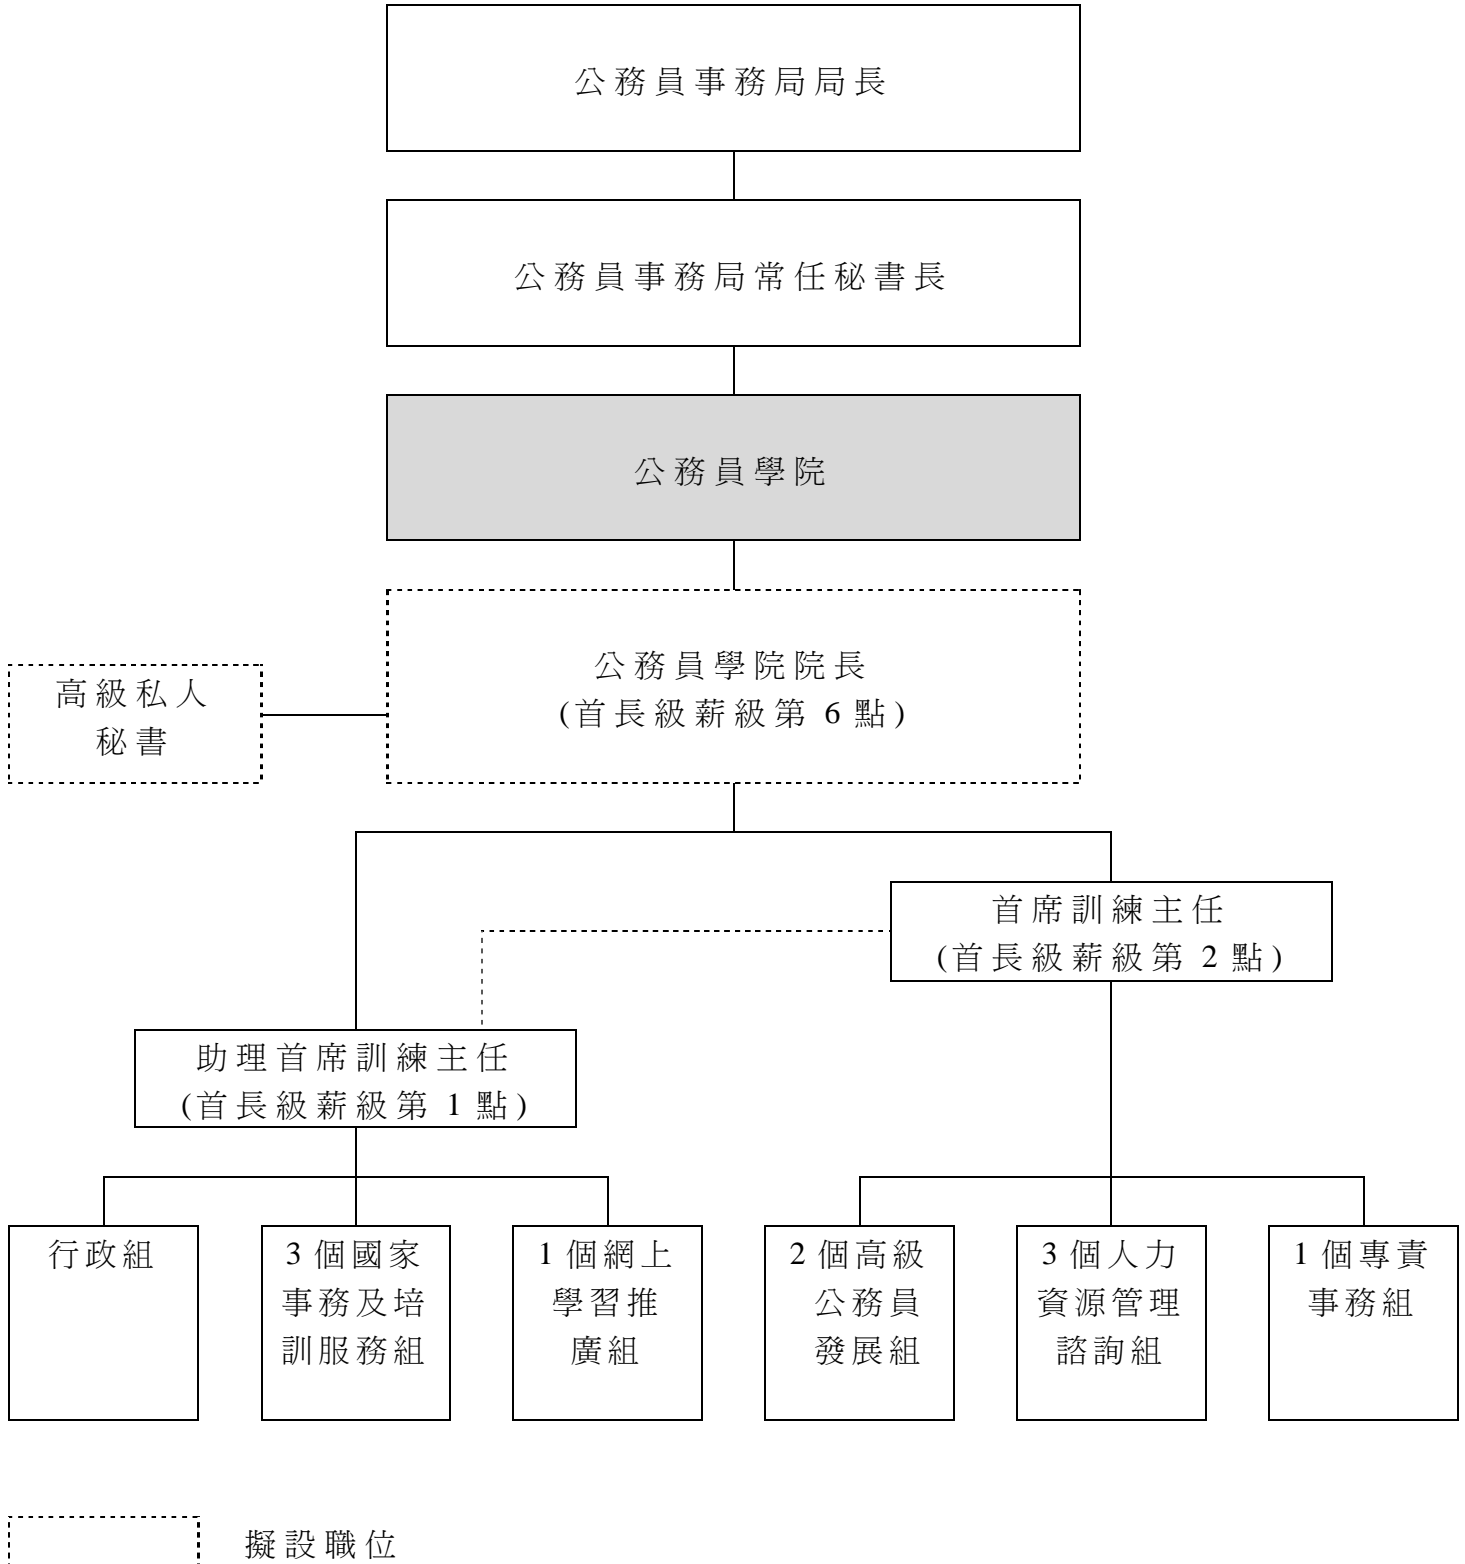 公務員事務局局長
公務員事務局常任秘書長
公務員學院
公務員學院院長
(首長級薪級第 6 點)
高級私人
秘書
首席訓練主任
(首長級薪級第 2 點)
助理首席訓練主任
(首長級薪級第 1 點)
行政組
3 個國家
事務及培
訓服務組
1 個網上
學習推
廣組
2 個高級
公務員
發展組
3 個人力
資源管理
諮詢組
1 個專責
事務組
擬設職位